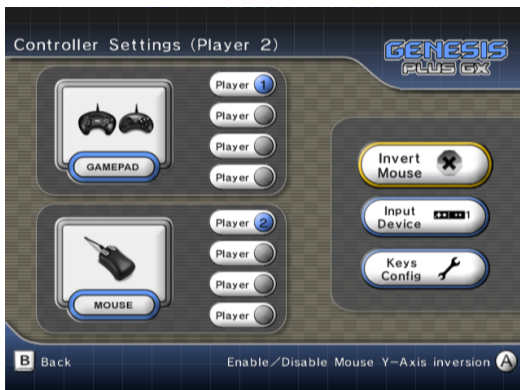 Controller Settings (Player 2)
GENESIS
PLUS GX
GAMEPAD
Player 1
Player
Player
Player
MOUSE
Player 2
Player
Player
Player
Invert
Mouse
Input
Device
1
Keys
Config
B Back
Enable/Disable Mouse Y-Axis inversion A